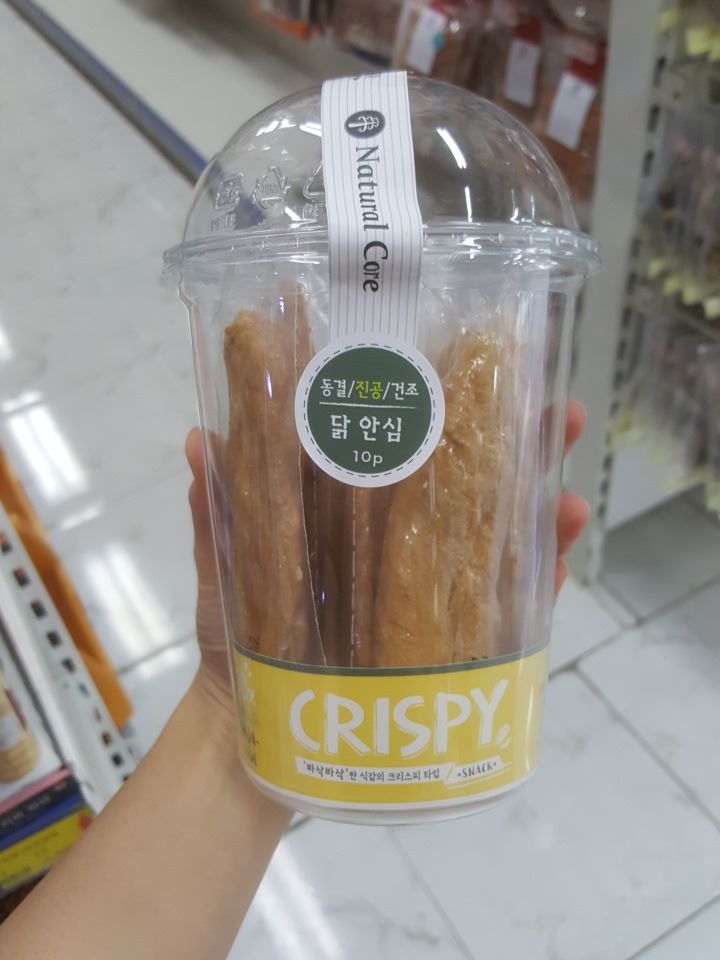 Natural Core
동결/진공/건조
닭 안심
10p
CRISPY
'바삭바삭'한 식감의 크리스피 타입
SNACK